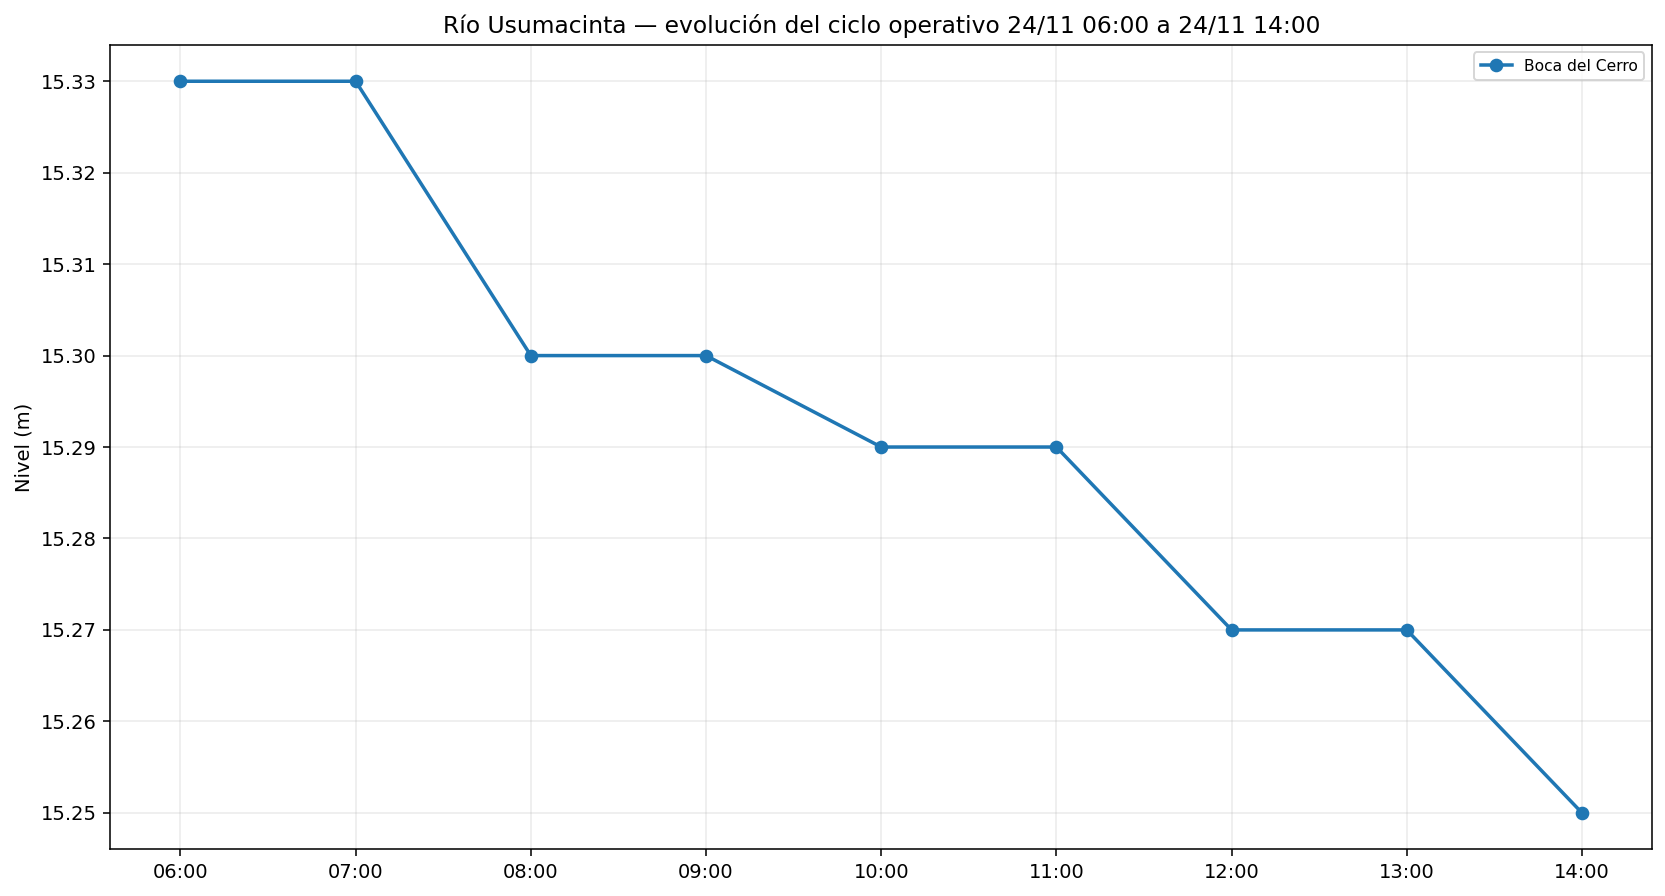 Río Usumacinta — evolución del ciclo operativo 24/11 06:00 a 24/11 14:00
Boca del Cerro
Nivel (m)
15.33
15.32
15.31
15.30
15.29
15.28
15.27
15.26
15.25
06:00 07:00 08:00 09:00 10:00 11:00 12:00 13:00 14:00